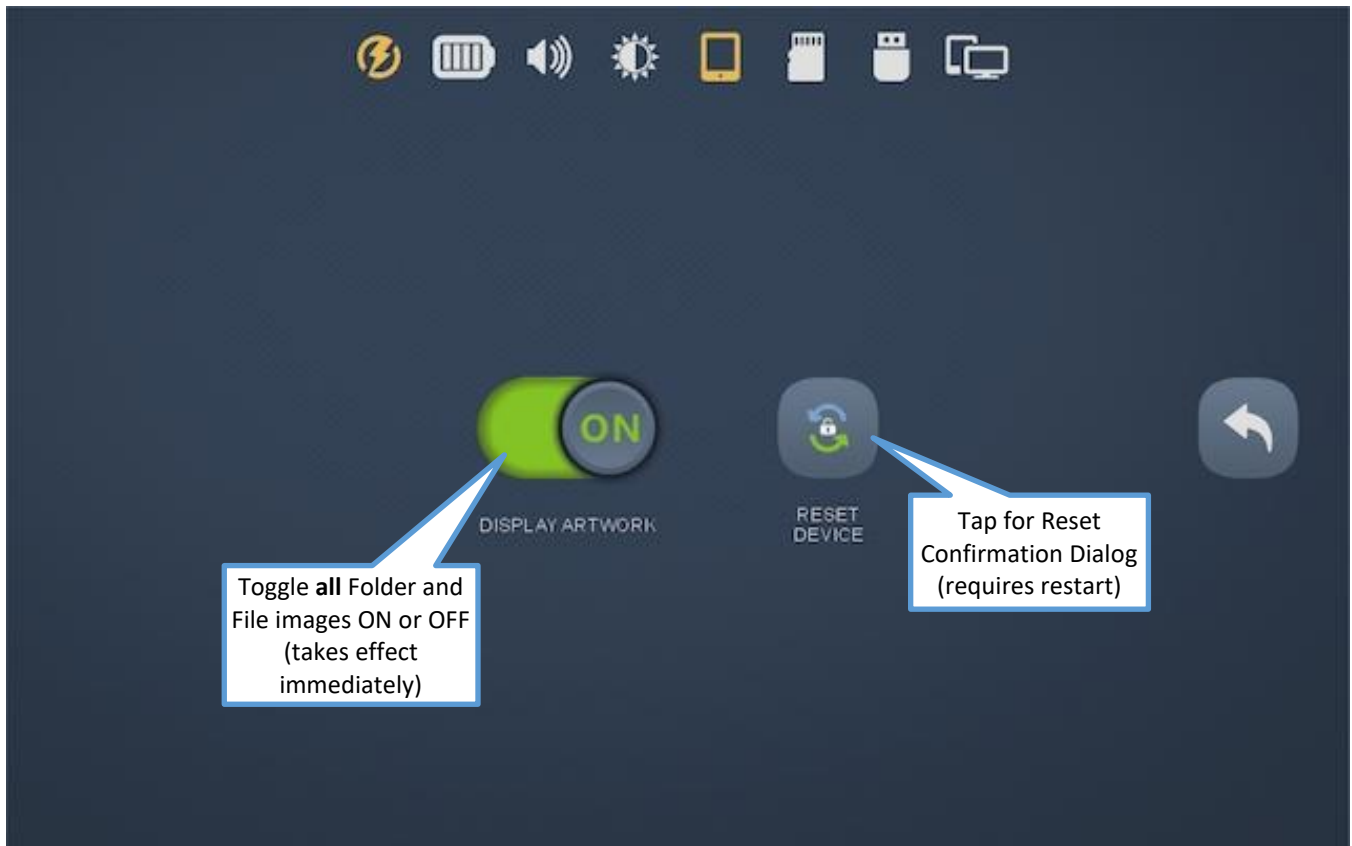 ON
DISPLAY ARTWORK
RESET
DEVICE
Toggle all Folder and
File images ON or OFF
(takes effect
immediately)
Tap for Reset
Confirmation Dialog
(requires restart)